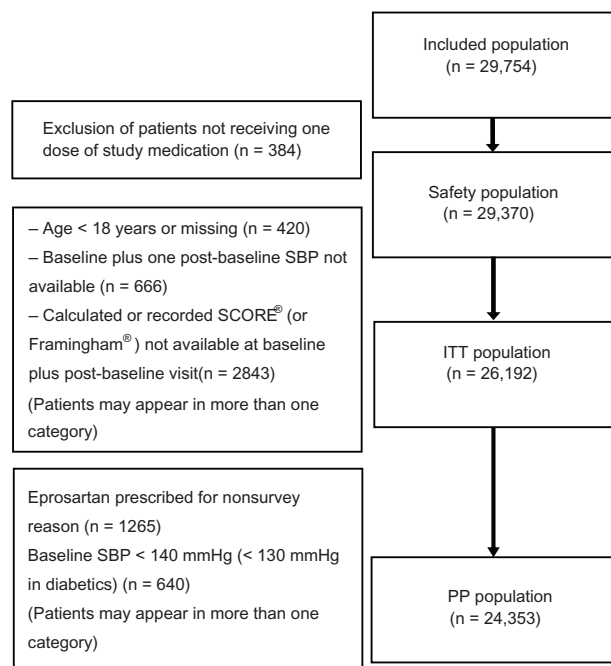 Included population
(n = 29,754)
Exclusion of patients not receiving one
dose of study medication (n = 384)
Safety population
(n = 29,370)
– Age < 18 years or missing (n = 420)
– Baseline plus one post-baseline SBP not
available (n = 666)
– Calculated or recorded SCORE® (or
Framingham®) not available at baseline
plus post-baseline visit(n = 2843)
(Patients may appear in more than one
category)
ITT population
(n = 26,192)
Eprosartan prescribed for nonsurvey
reason (n = 1265)
Baseline SBP < 140 mmHg (< 130 mmHg
in diabetics) (n = 640)
(Patients may appear in more than one
category)
PP population
(n = 24,353)